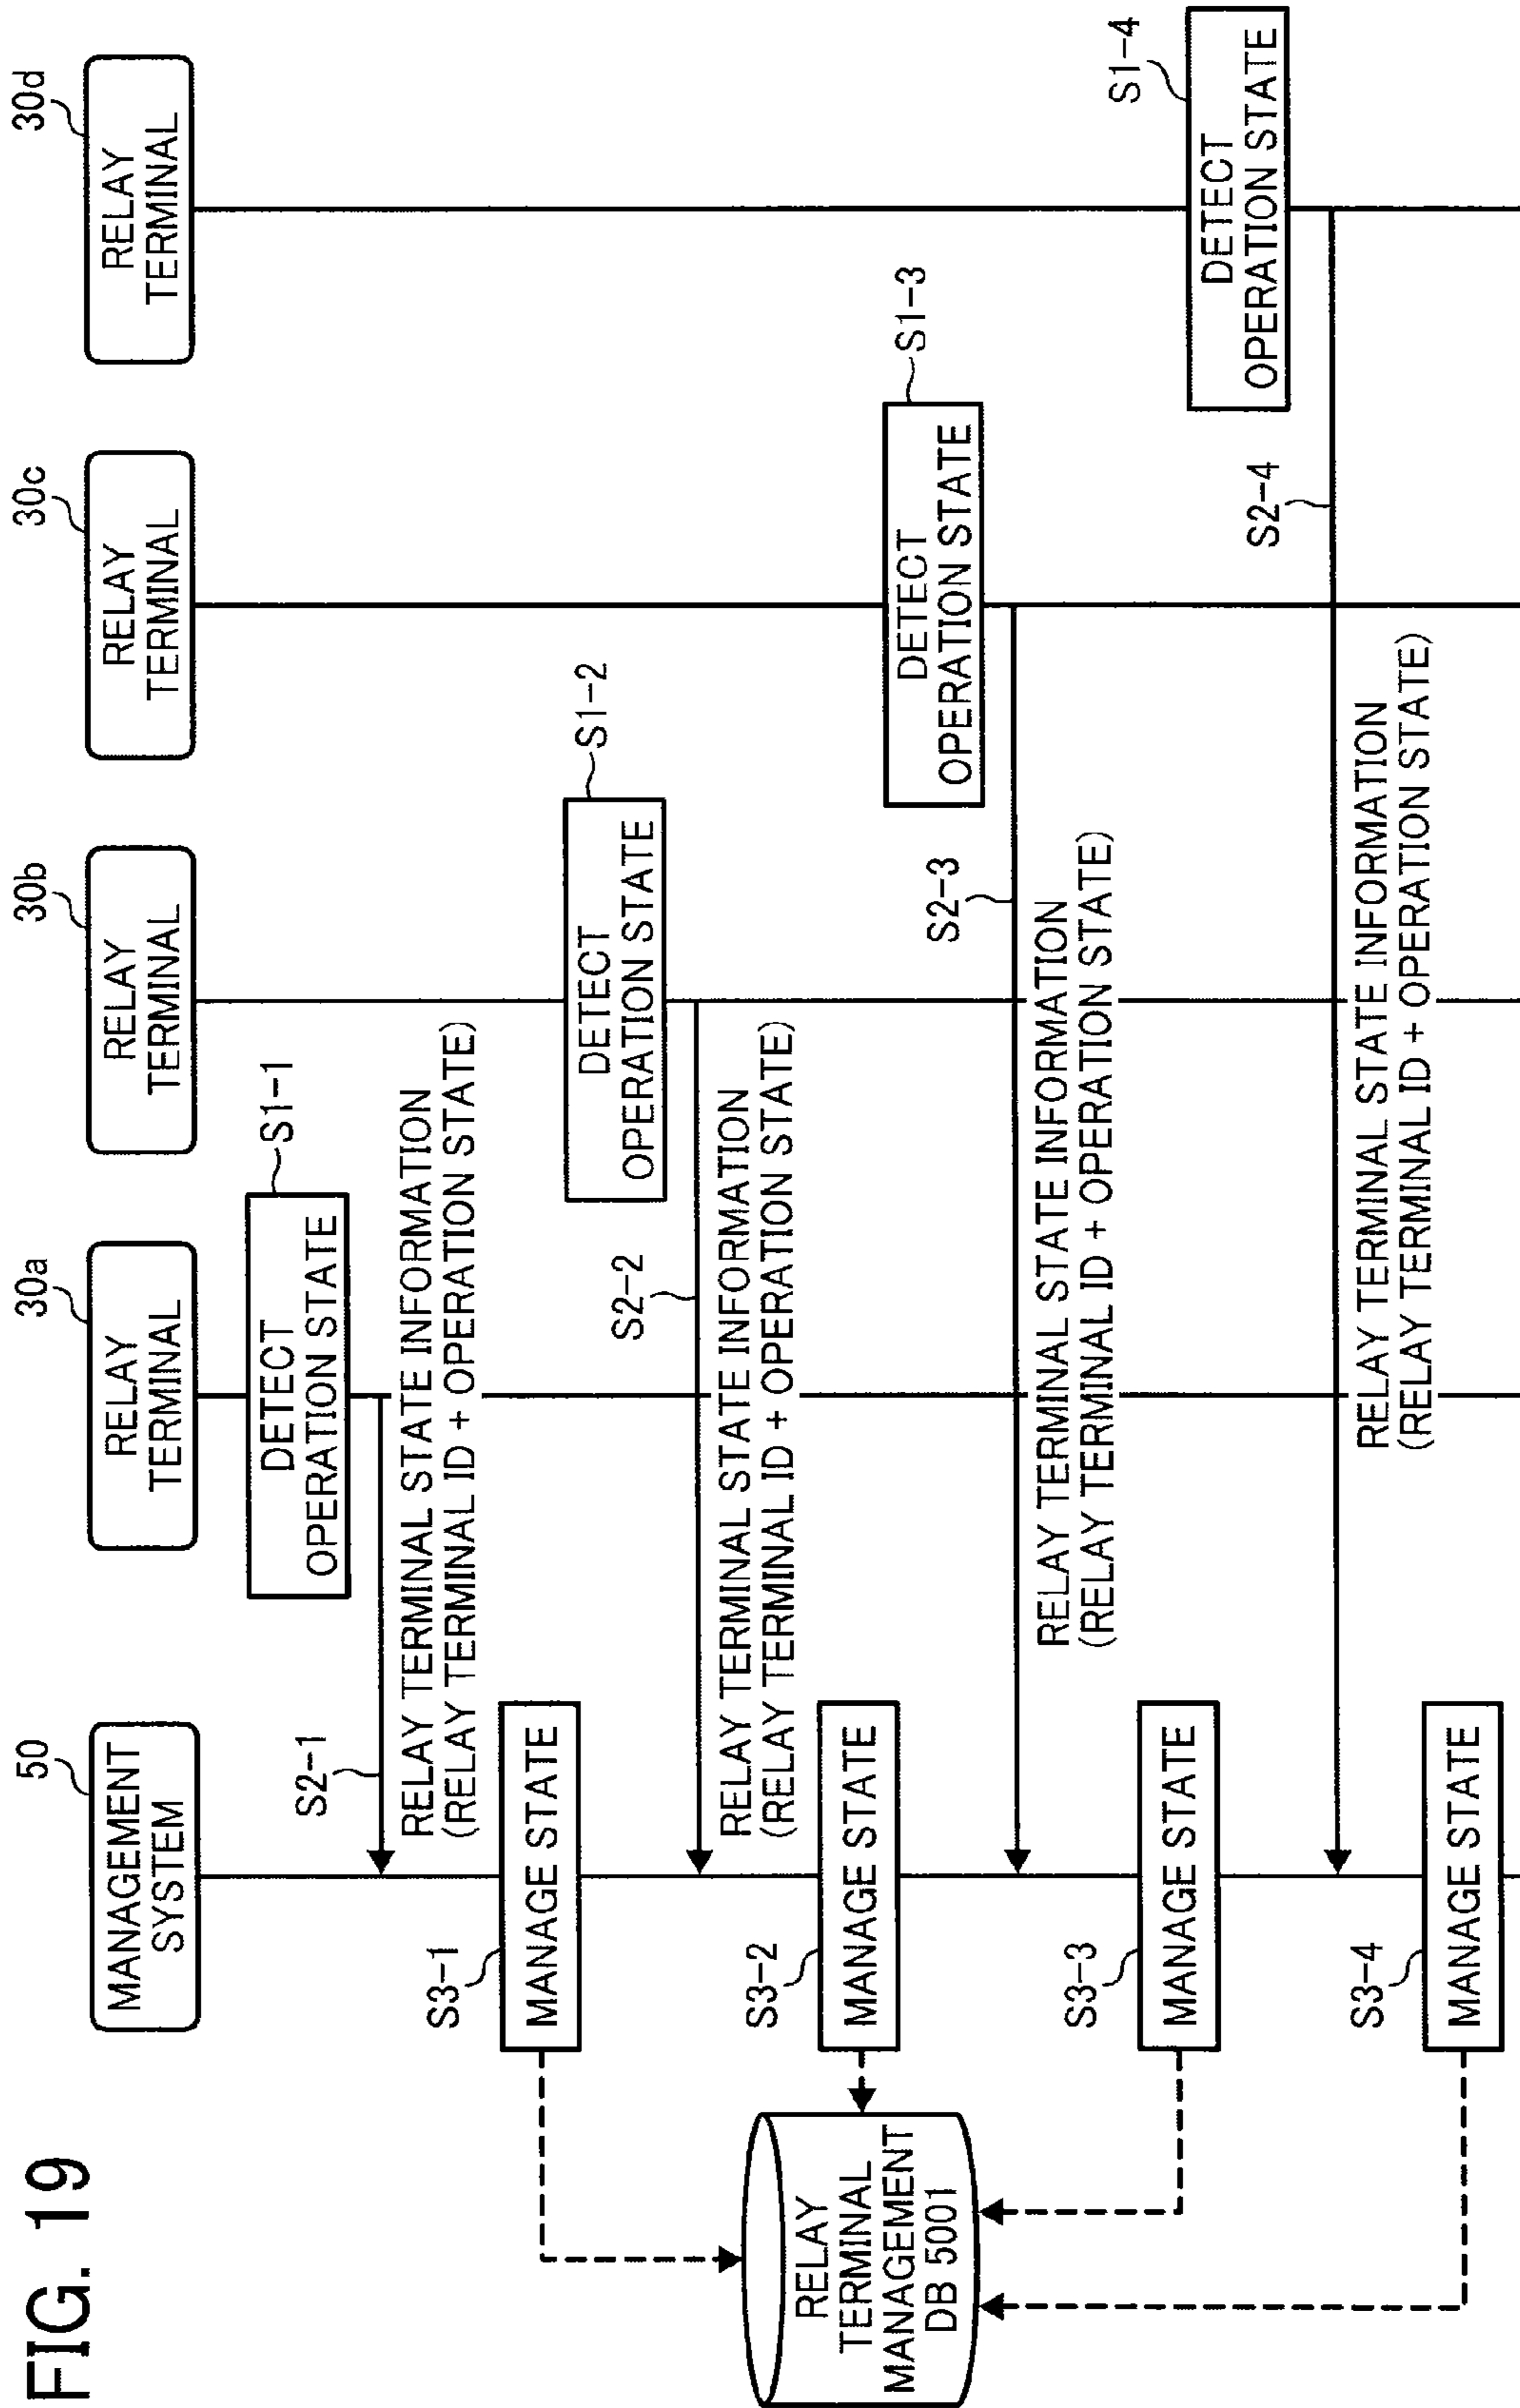 FIG. 19
50
MANAGEMENT
SYSTEM
30a
RELAY
TERMINAL
30b
RELAY
TERMINAL
30c
RELAY
TERMINAL
30d
RELAY
TERMINAL
S1-1
DETECT
OPERATION STATE
S2-1
RELAY TERMINAL STATE INFORMATION
(RELAY TERMINAL ID + OPERATION STATE)
S3-1
MANAGE STATE
S1-2
DETECT
OPERATION STATE
S2-2
RELAY TERMINAL STATE INFORMATION
(RELAY TERMINAL ID + OPERATION STATE)
S3-2
MANAGE STATE
RELAY
TERMINAL
MANAGEMENT
DB 5001
S1-3
DETECT
OPERATION STATE
S2-3
RELAY TERMINAL STATE INFORMATION
(RELAY TERMINAL ID + OPERATION STATE)
S3-3
MANAGE STATE
S1-4
DETECT
OPERATION STATE
S2-4
RELAY TERMINAL STATE INFORMATION
(RELAY TERMINAL ID + OPERATION STATE)
S3-4
MANAGE STATE